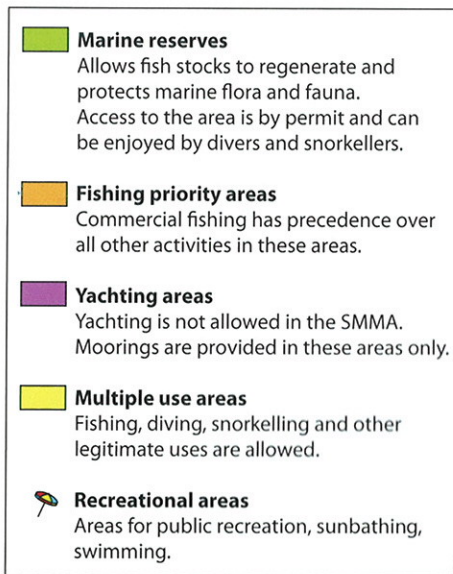 Marine reserves
Allows fish stocks to regenerate and
protects marine flora and fauna.
Access to the area is by permit and can
be enjoyed by divers and snorkellers.
Fishing priority areas
Commercial fishing has precedence over
all other activities in these areas.
Yachting areas
Yachting is not allowed in the SMMA.
Moorings are provided in these areas only.
Multiple use areas
Fishing, diving, snorkelling and other
legitimate uses are allowed.
Recreational areas
Areas for public recreation, sunbathing,
swimming.